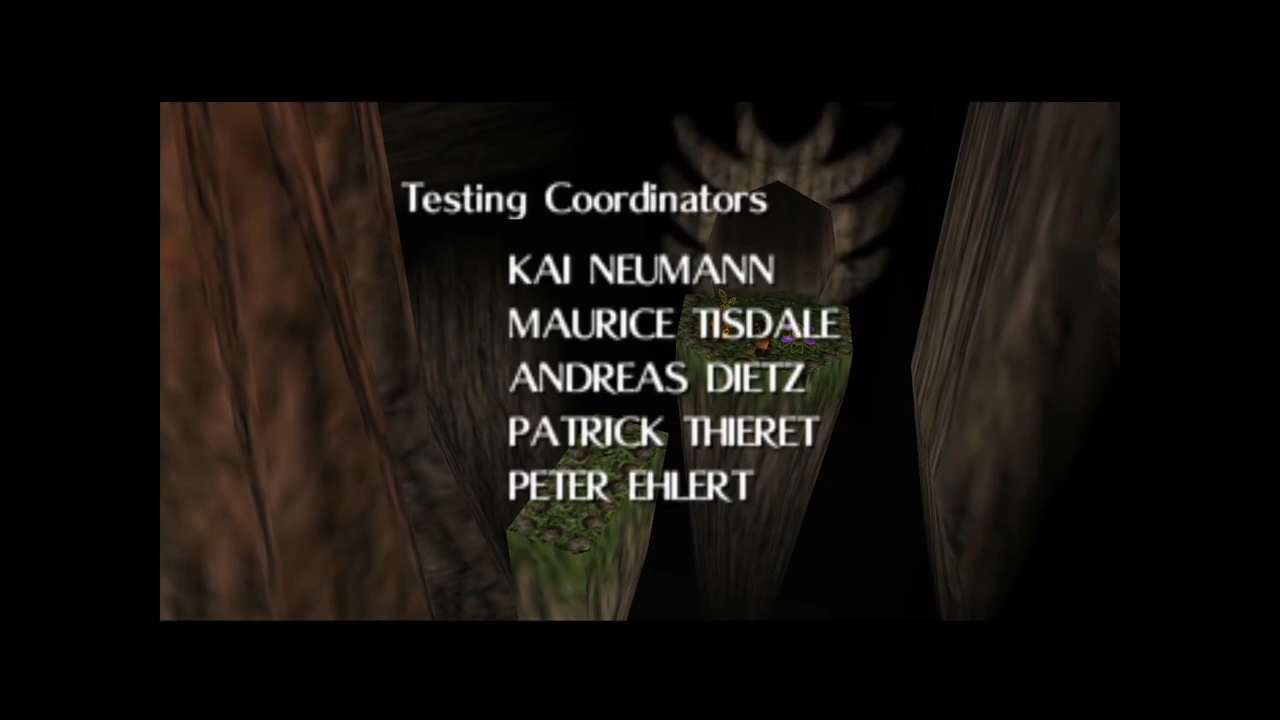 Testing Coordinators
KAI NEUMANN
MAURICE TISDALE
ANDREAS DIETZ
PATRICK THIERET
PETER EHLERT